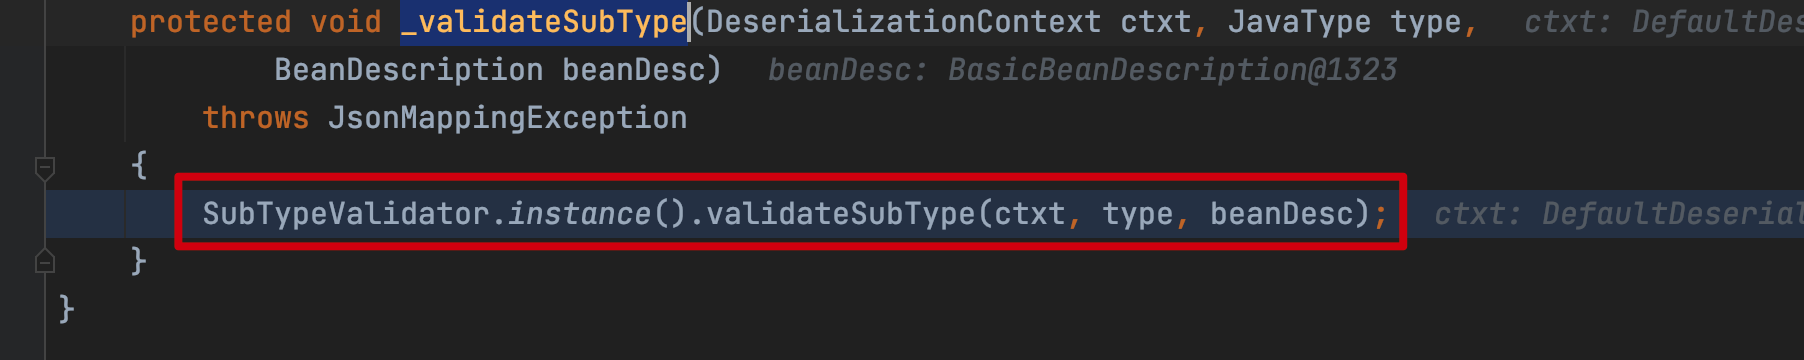 protected void _validateSubType(DeserializationContext ctxt, JavaType type, ctxt: DefaultDes
BeanDescription beanDesc) beanDesc: BasicBeanDescription@1323
throws JsonMappingException
{
SubTypeValidator.instance().validateSubType(ctxt, type, beanDesc); ctxt: DefaultDeserial
}
}